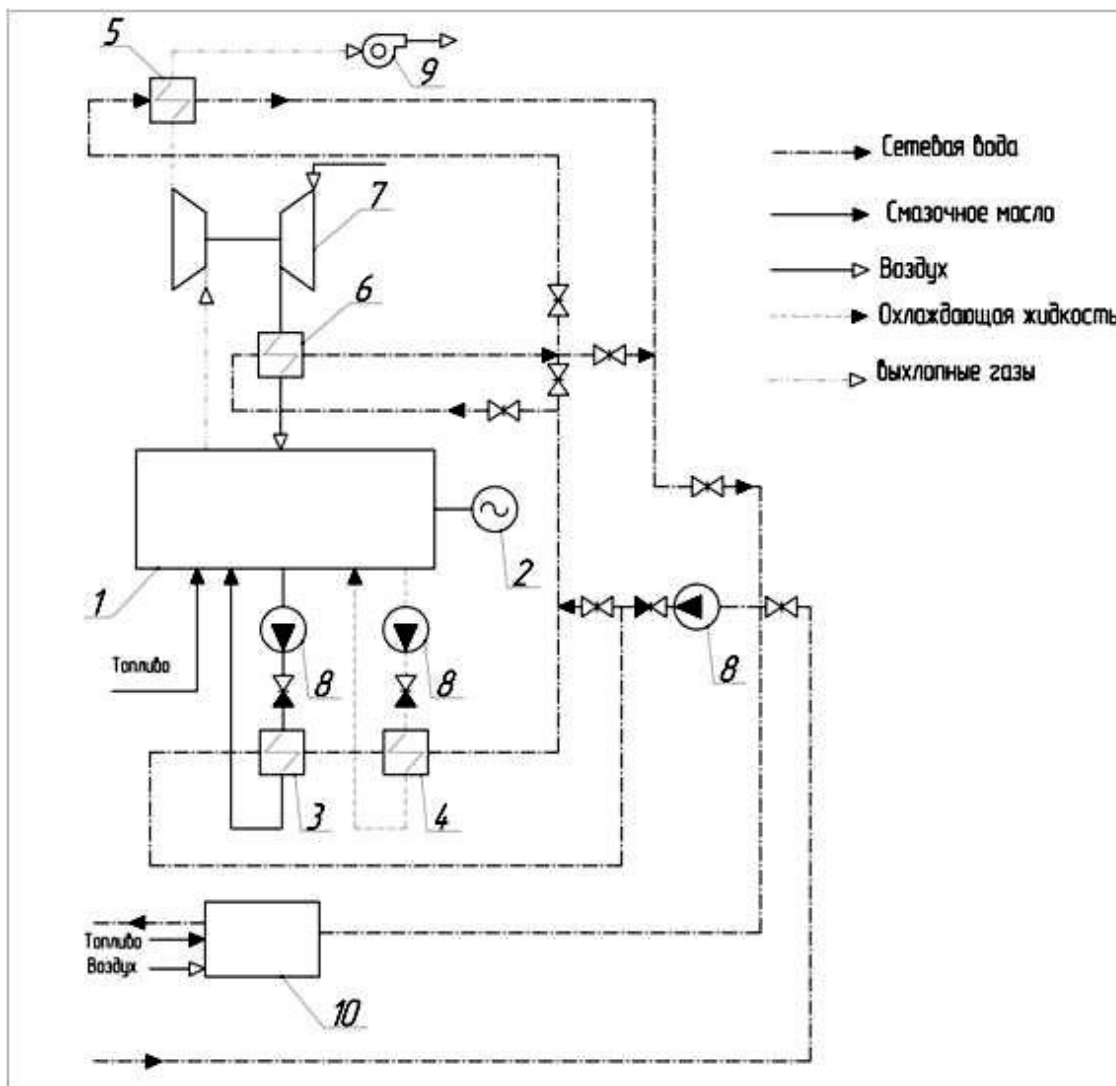 5
9
Сетевая вода
7
Смазочное масло
Воздух
6
Охлаждающая жидкость
выхлопные газы
2
1
8
8
8
Топливо
3
4
Топливо
Воздух
10